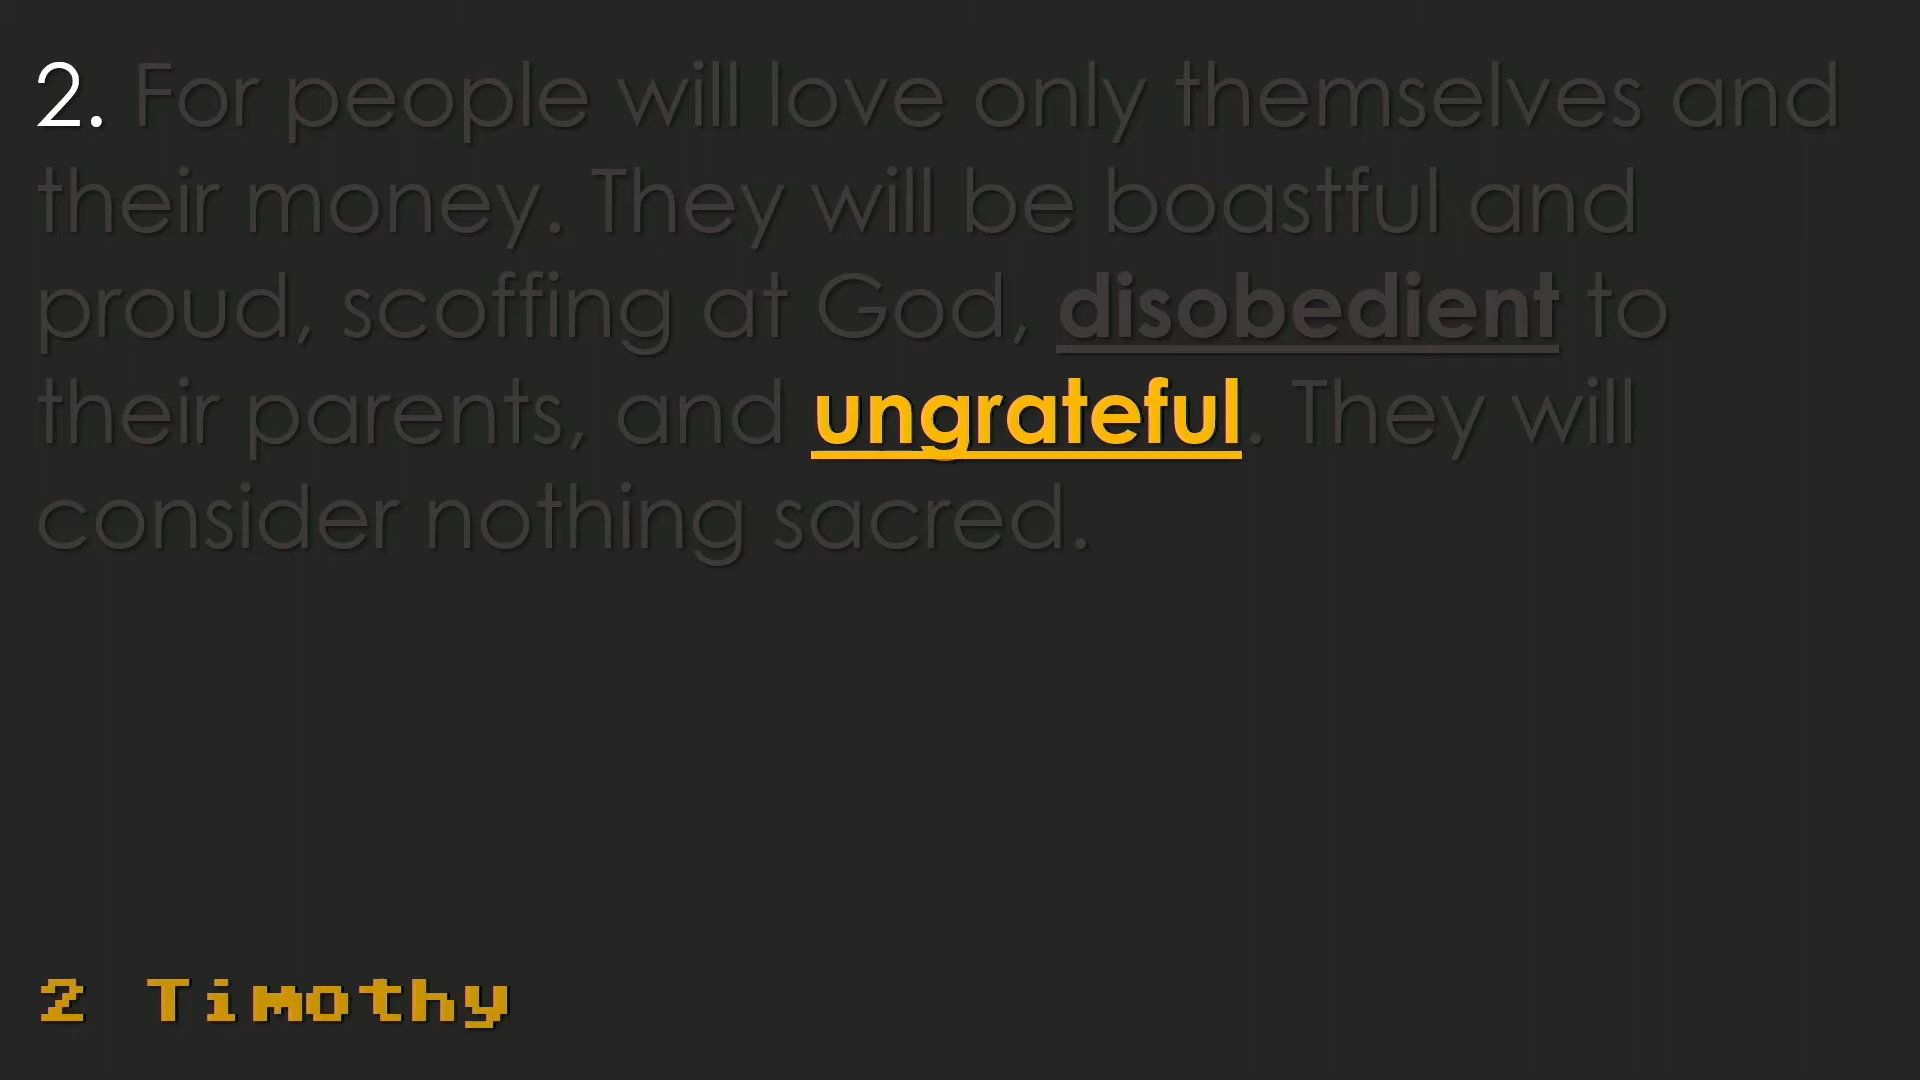 2. For people will love only themselves and
their money. They will be boastful and
proud, scoffing at God, disobedient to
their parents, and ungrateful. They will
consider nothing sacred.
2 Timothy